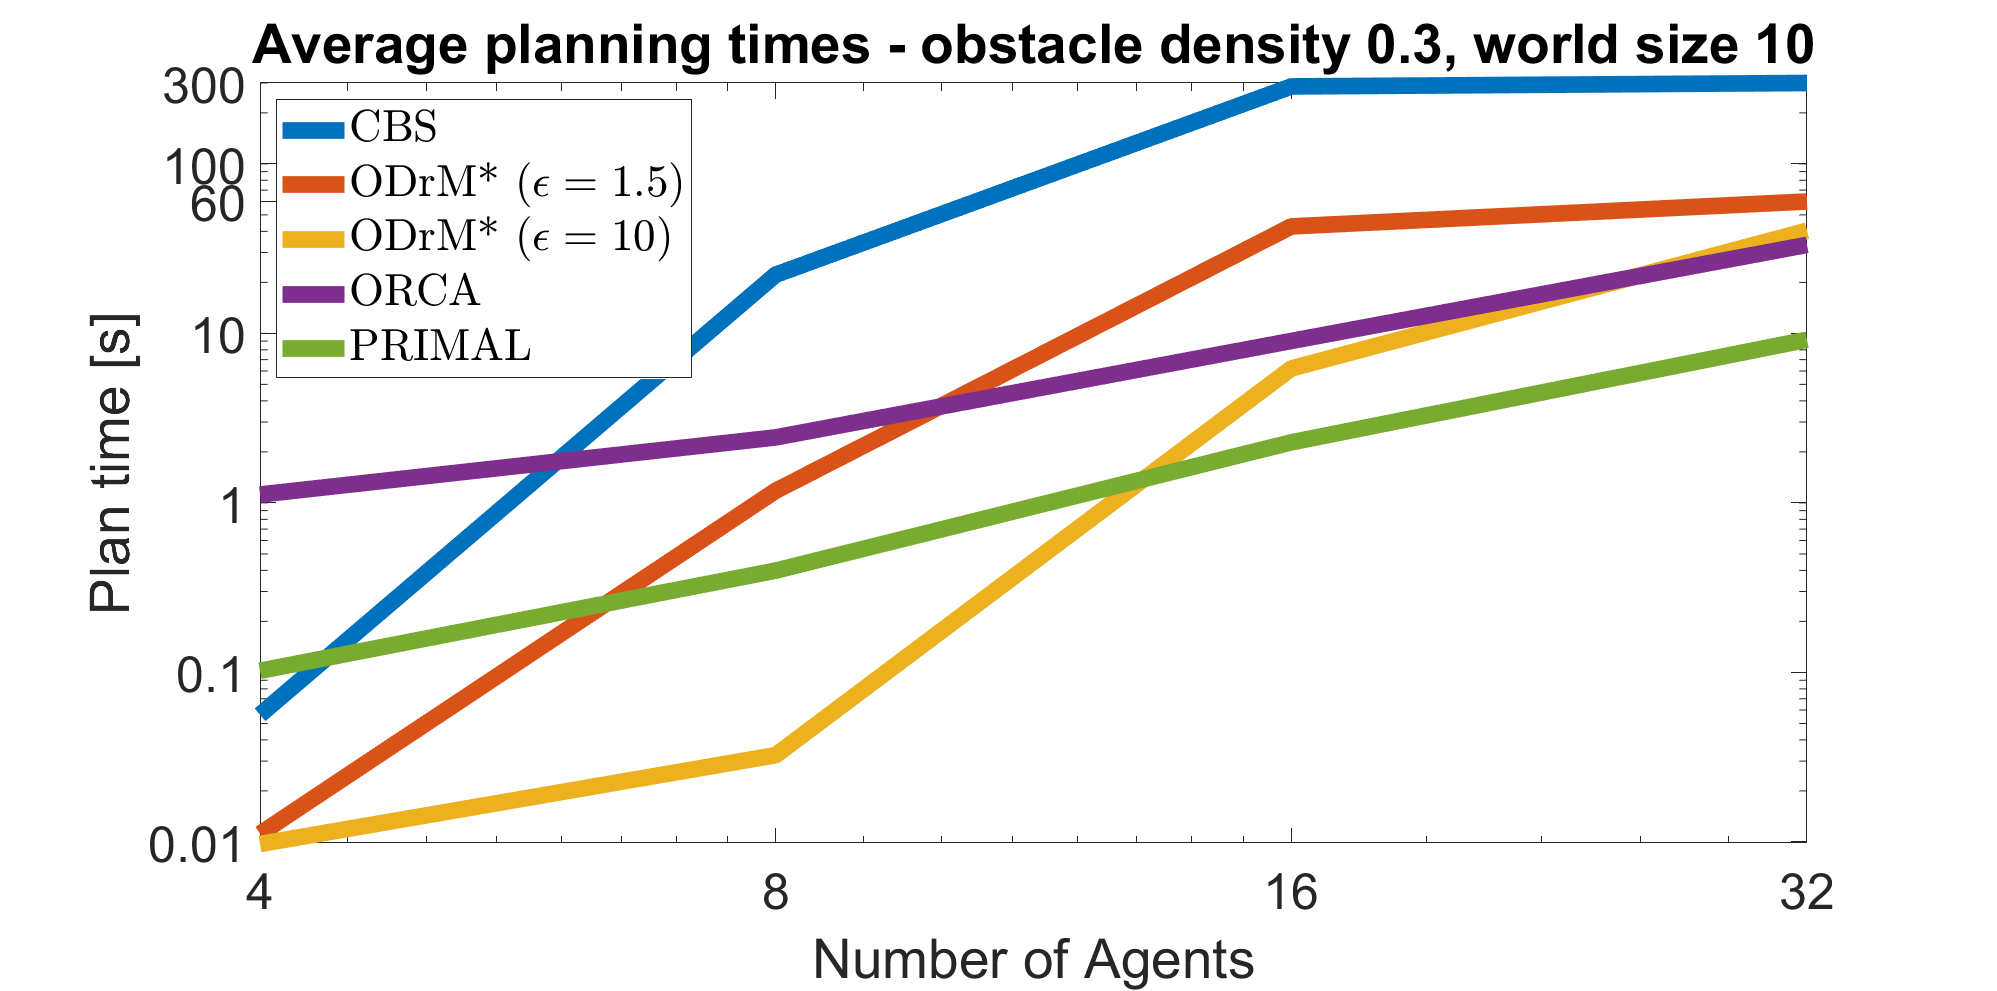 Average planning times - obstacle density 0.3, world size 10
300
100
60
10
1
0.1
0.01
Plan time [s]
CBS
ODrM* (ϵ = 1.5)
ODrM* (ϵ = 10)
ORCA
PRIMAL
4 8 16 32
Number of Agents